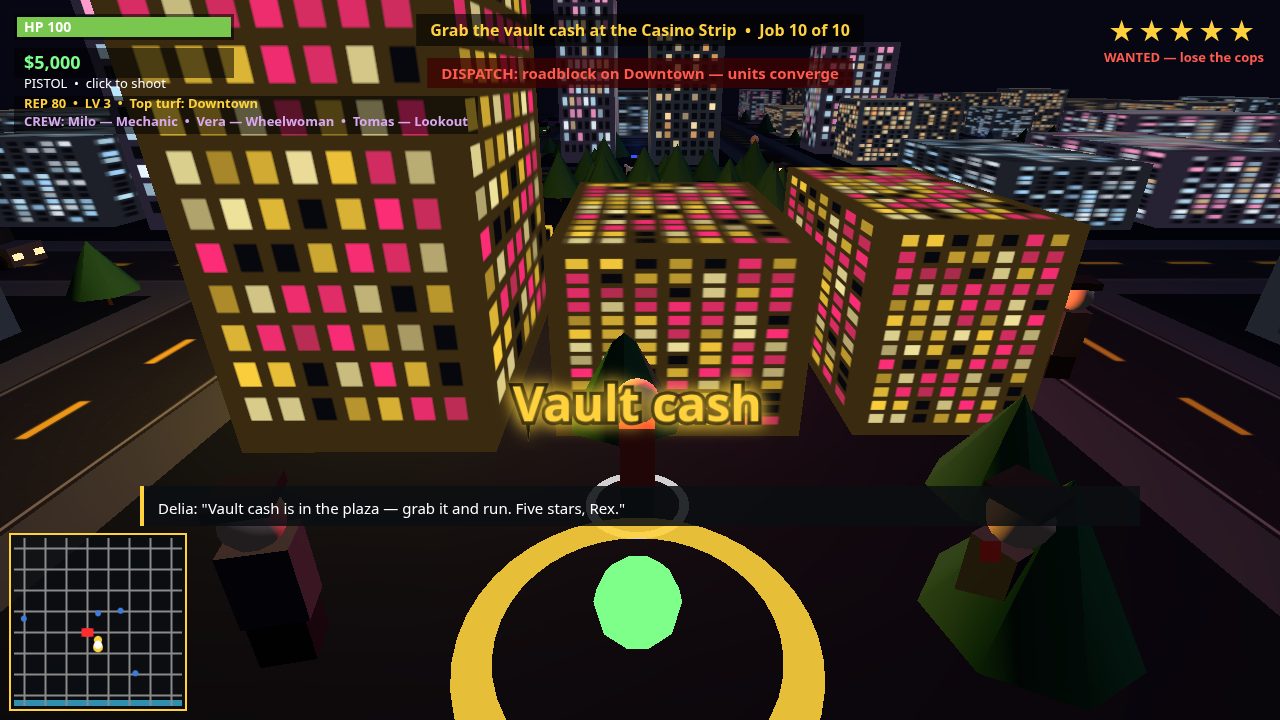 HP 100
$5,000
PISTOL • click to shoot
REP 80 • LV 3 • Top turf: Downtown
CREW: Milo — Mechanic • Vera — Wheelwoman • Tomas — Lookout
Grab the vault cash at the Casino Strip • Job 10 of 10
DISPATCH: roadblock on Downtown — units converge
★ ★ ★ ★ ★
WANTED — lose the cops
Vault cash
Delia: "Vault cash is in the plaza — grab it and run. Five stars, Rex."